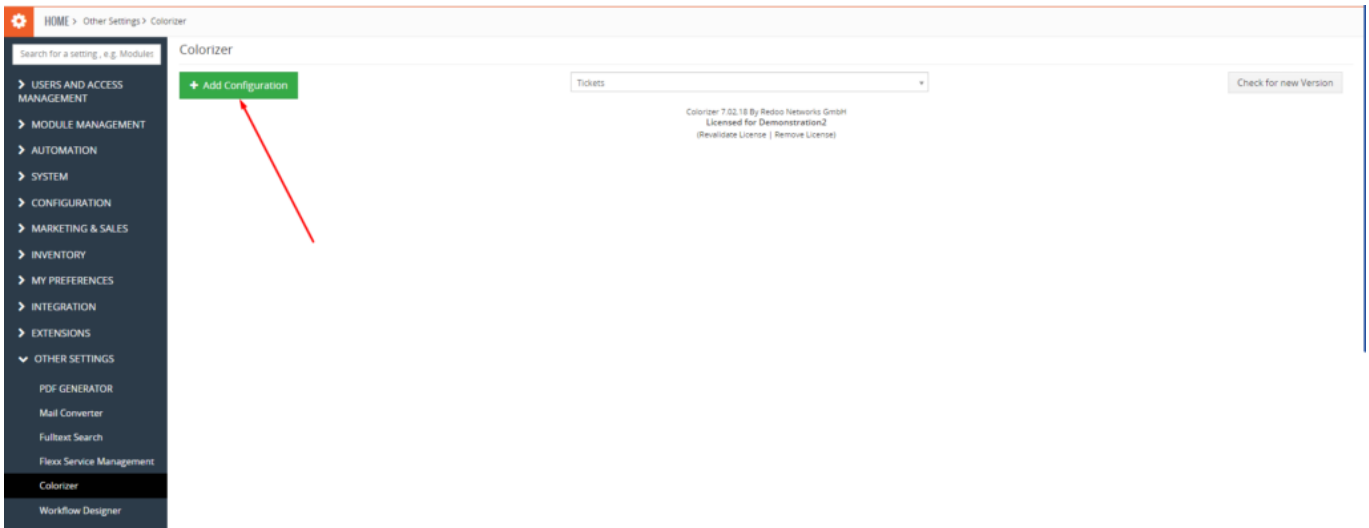 HOME > Other Settings > Colorizer
Search for a setting , e.g. Modules
Colorizer
+ Add Configuration
Tickets
Check for new Version
Colorizer 7.02.18 By Redoo Networks GmbH
Licensed for Demonstration2
(Revalidate License | Remove License)
USERS AND ACCESS
MANAGEMENT
MODULE MANAGEMENT
AUTOMATION
SYSTEM
CONFIGURATION
MARKETING & SALES
INVENTORY
MY PREFERENCES
INTEGRATION
EXTENSIONS
OTHER SETTINGS
PDF GENERATOR
Mail Converter
Fulltext Search
Flexx Service Management
Colorizer
Workflow Designer